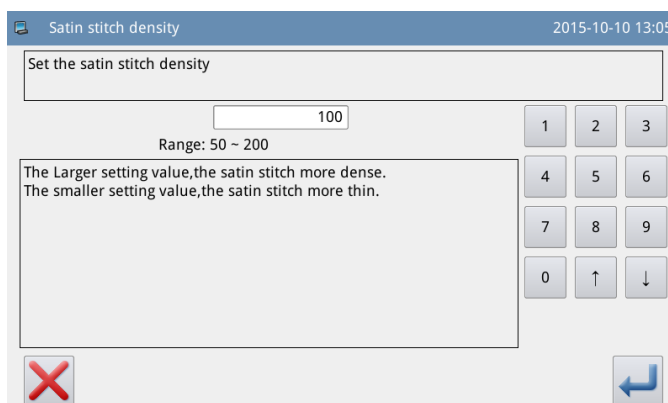 Satin stitch density 2015-10-10 13:05
Set the satin stitch density
100
Range: 50 ~ 200
The Larger setting value,the satin stitch more dense.
The smaller setting value,the satin stitch more thin.
1 2 3
4 5 6
7 8 9
0 ↑ ↓